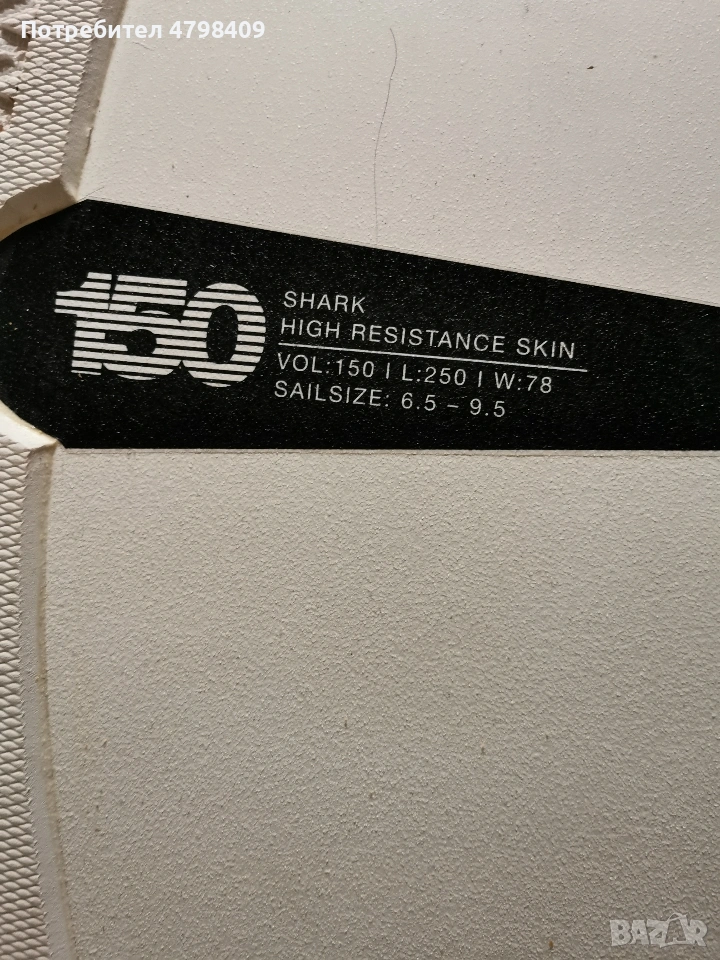 Потребител 4798409
150
SHARK
HIGH RESISTANCE SKIN
VOL:150 | L:250 | W:78
SAILSIZE: 6.5 – 9.5
BAZAR